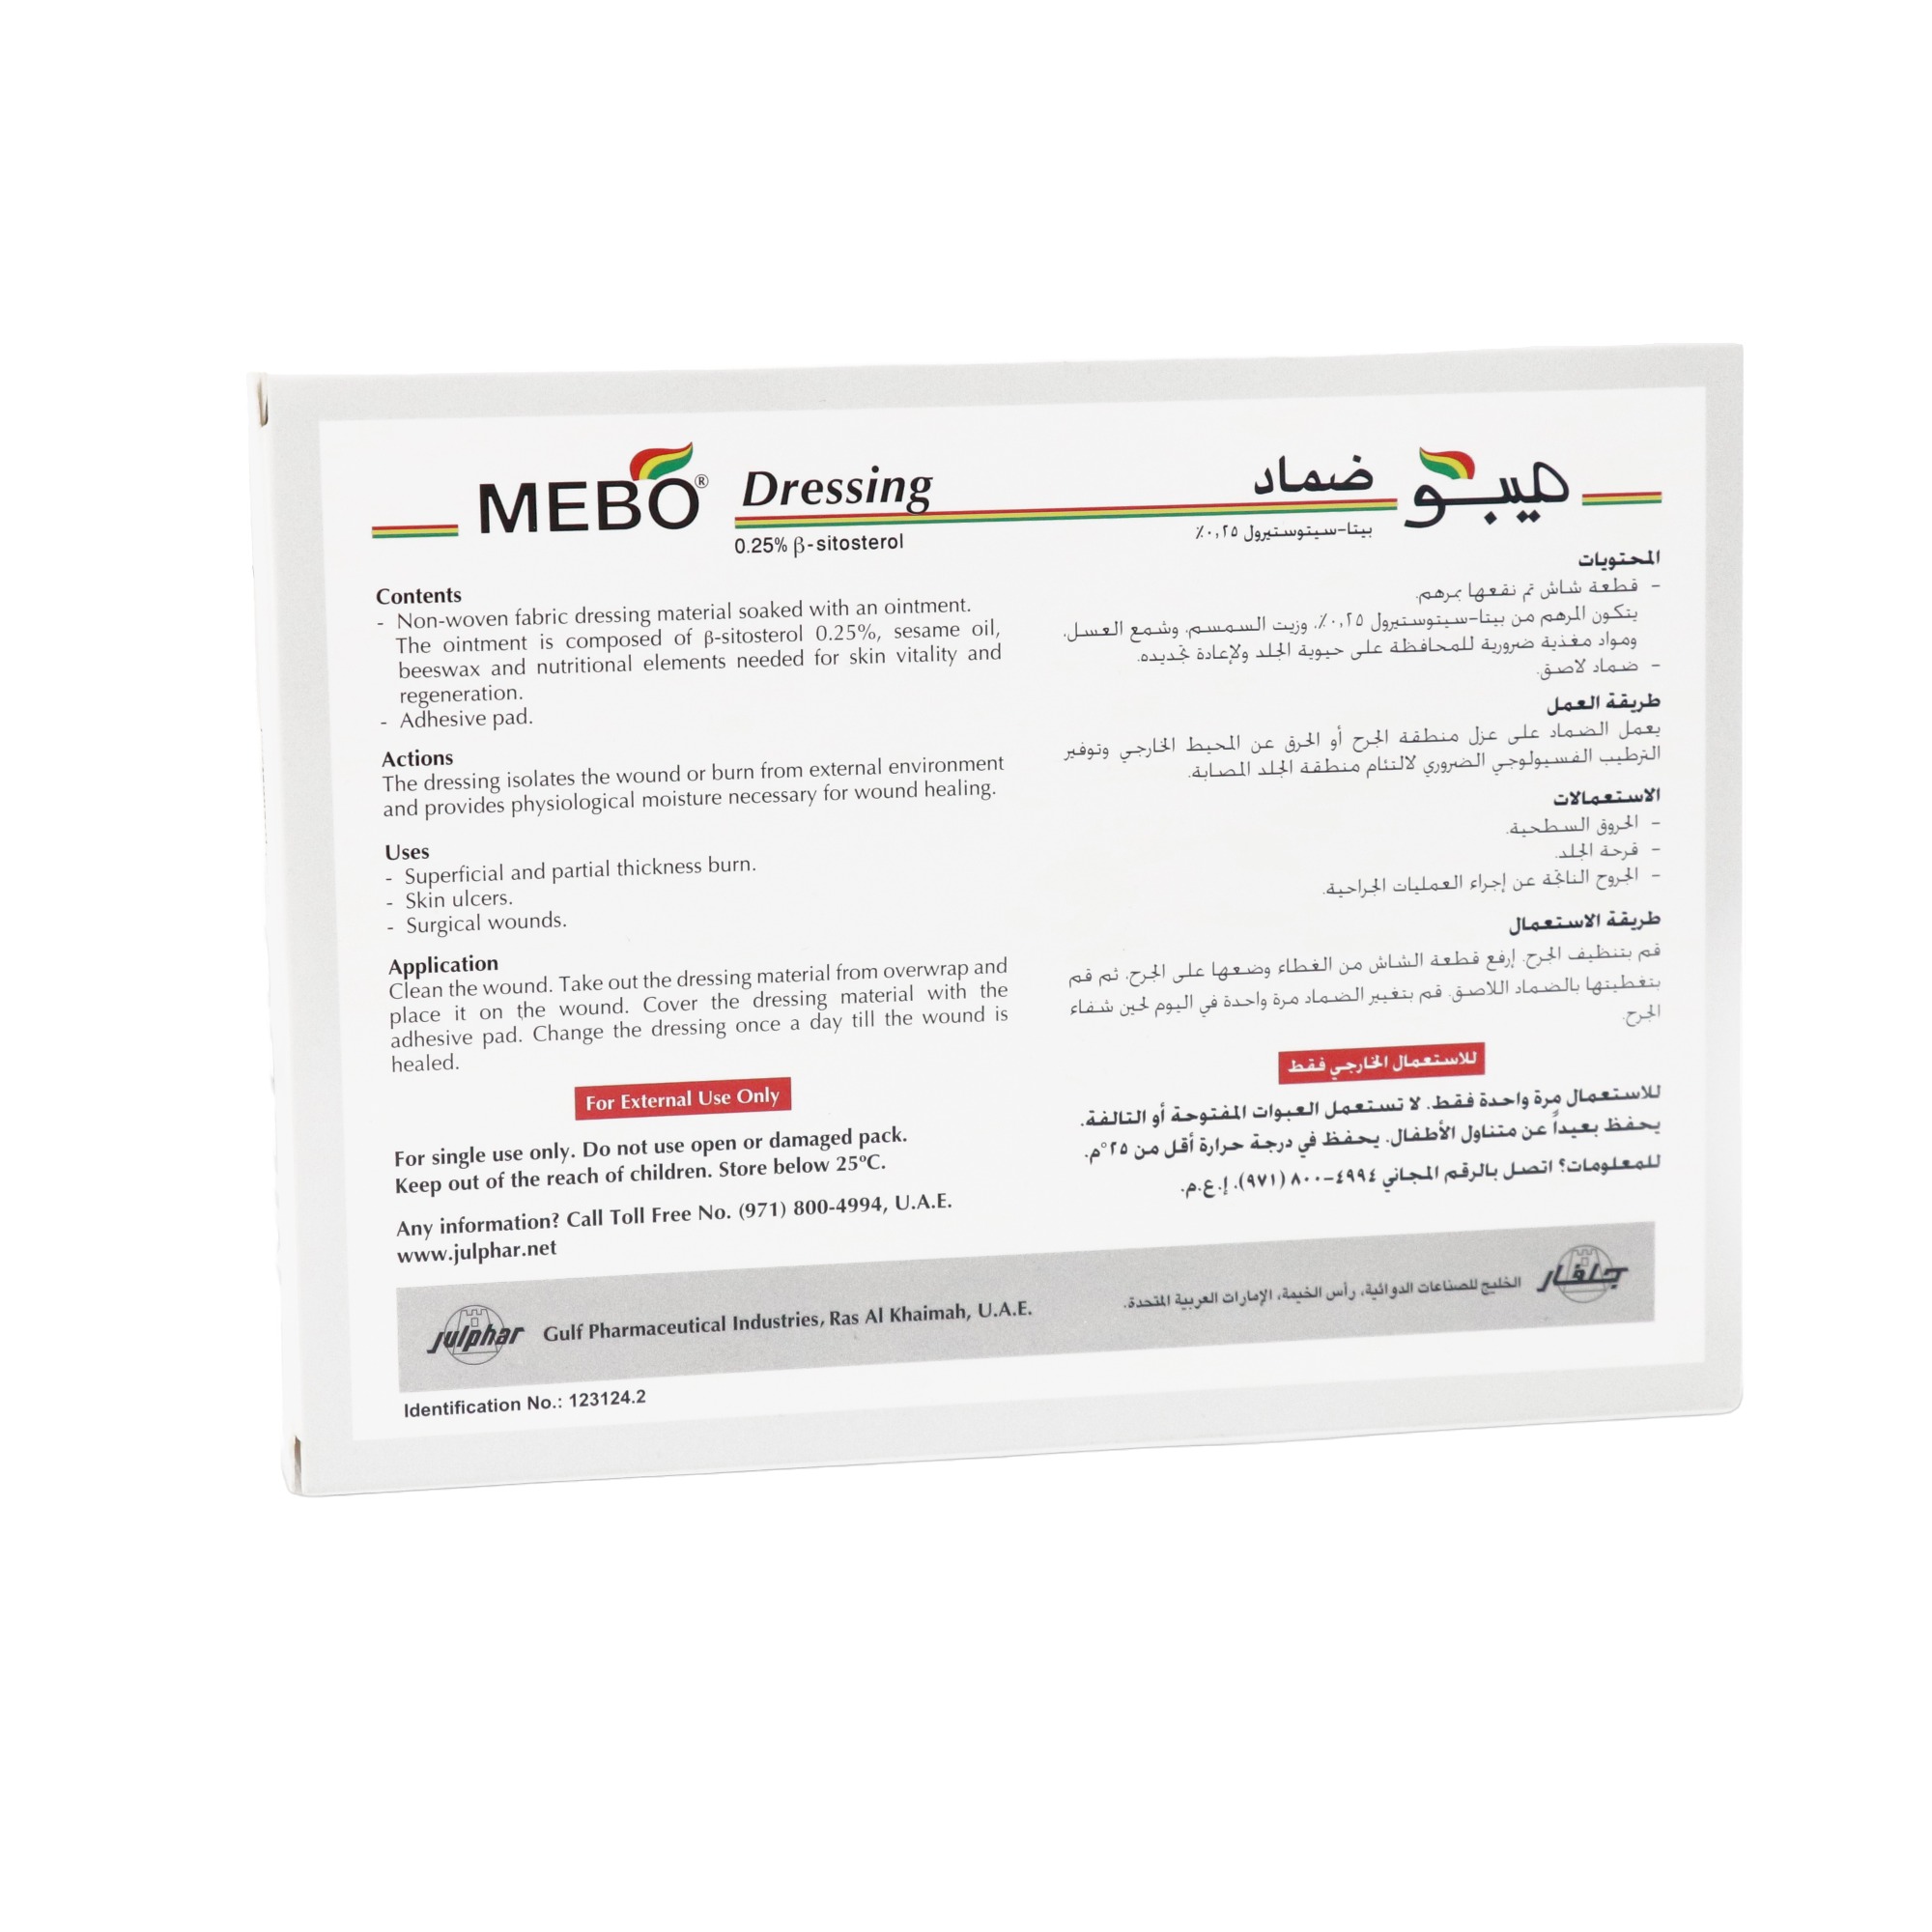 MEBO® Dressing
0.25% β-sitosterol
Contents
- Non-woven fabric dressing material soaked with an ointment.
The ointment is composed of β-sitosterol 0.25%, sesame oil,
beeswax and nutritional elements needed for skin vitality and
regeneration.
- Adhesive pad.
Actions
The dressing isolates the wound or burn from external environment
and provides physiological moisture necessary for wound healing.
Uses
- Superficial and partial thickness burn.
- Skin ulcers.
- Surgical wounds.
Application
Clean the wound. Take out the dressing material from overwrap and
place it on the wound. Cover the dressing material with the
adhesive pad. Change the dressing once a day till the wound is
healed.
For External Use Only
For single use only. Do not use open or damaged pack.
Keep out of the reach of children. Store below 25ºC.
Any information? Call Toll Free No. (971) 800-4994, U.A.E.
www.julphar.net
ميبو ضماد
بيتا-سيتوستيرول ٠,٢٥٪
المحتويات
- قطعة شاش تم نقعها بمرهم.
يتكون المرهم من بيتا-سيتوستيرول ٠,٢٥٪، وزيت السمسم، وشمع العسل،
ومواد مغذية ضرورية للمحافظة على حيوية الجلد ولإعادة تجديده.
- ضماد لاصق.
طريقة العمل
يعمل الضماد على عزل منطقة الجرح أو الحرق عن المحيط الخارجي وتوفير
الترطيب الفسيولوجي الضروري لالتئام منطقة الجلد المصابة.
الاستعمالات
- الحروق السطحية.
- قرحة الجلد.
- الجروح الناتجة عن إجراء العمليات الجراحية.
طريقة الاستعمال
قم بتنظيف الجرح. إرفع قطعة الشاش من الغطاء وضعها على الجرح، ثم قم
بتغطيتها بالضماد اللاصق. قم بتغيير الضماد مرة واحدة في اليوم لحين شفاء
الجرح.
للاستعمال الخارجي فقط
للاستعمال مرة واحدة فقط. لا تستعمل العبوات المفتوحة أو التالفة.
يحفظ بعيداً عن متناول الأطفال. يحفظ في درجة حرارة أقل من ٢٥°م.
للمعلومات؟ اتصل بالرقم المجاني ٤٩٩٤-٨٠٠ (٩٧١)، إ.ع.م.
julphar Gulf Pharmaceutical Industries, Ras Al Khaimah, U.A.E.
جلفار الخليج للصناعات الدوائية، رأس الخيمة، الإمارات العربية المتحدة.
Identification No.: 123124.2